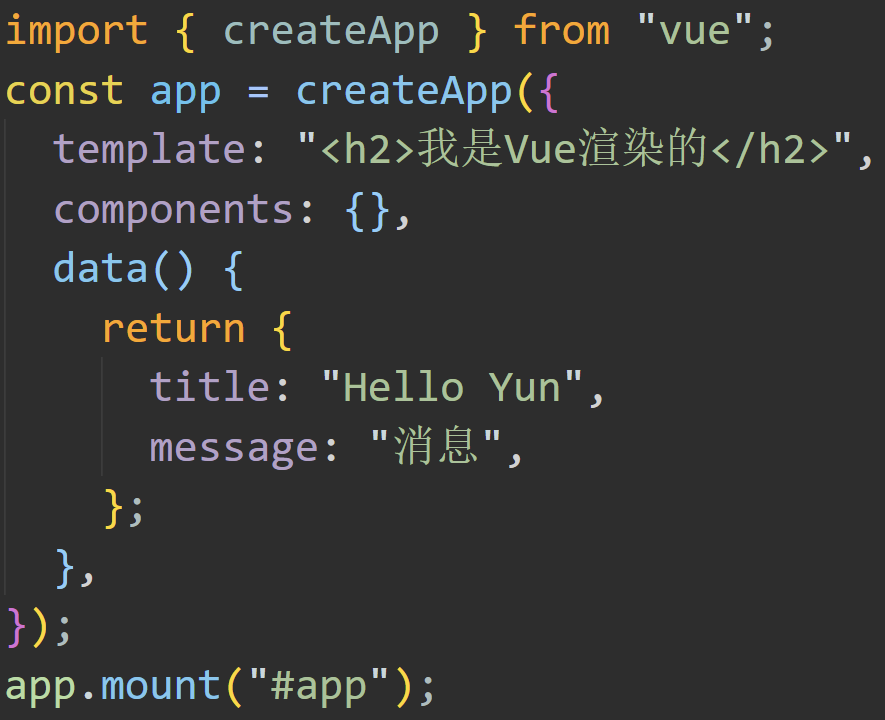 import { createApp } from "vue";
const app = createApp({
  template: "<h2>我是Vue渲染的</h2>",
  components: {},
  data() {
    return {
      title: "Hello Yun",
      message: "消息",
    };
  },
});
app.mount("#app");